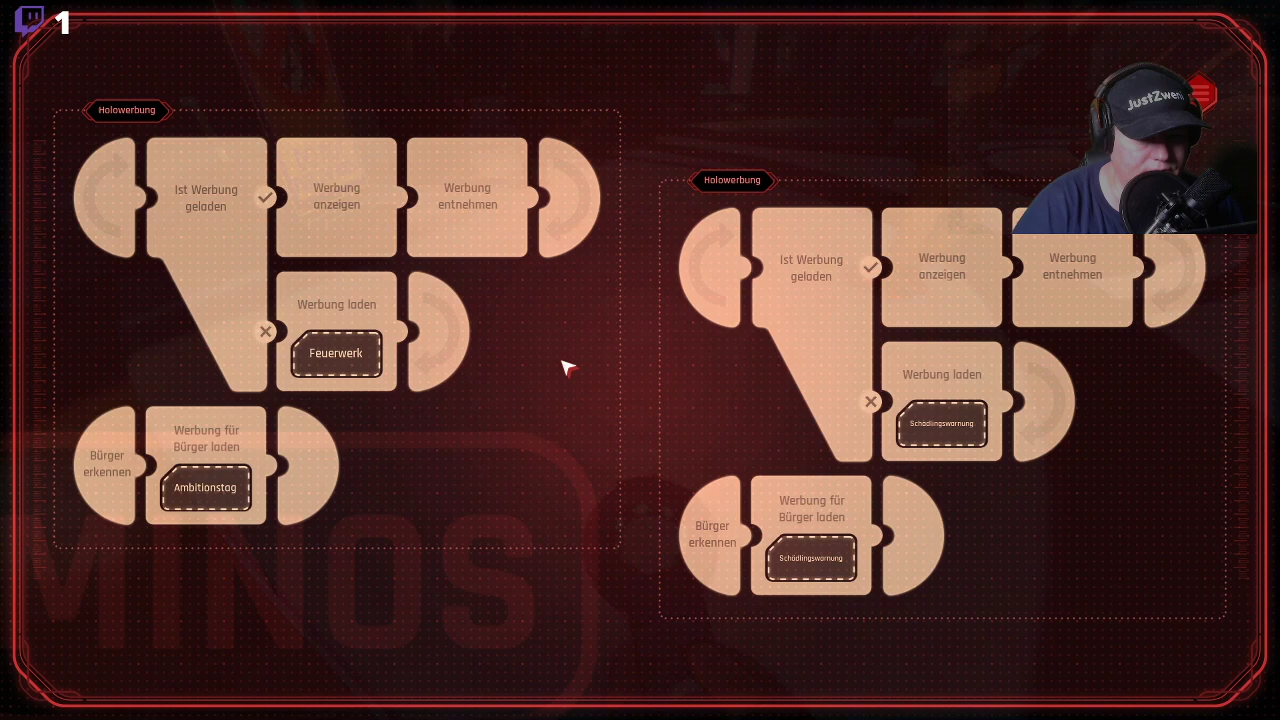 1
Holowerbung
Ist Werbung
geladen
Werbung
anzeigen
Werbung
entnehmen
Werbung laden
Feuerwerk
Bürger
erkennen
Werbung für
Bürger laden
Ambitionstag
Holowerbung
Ist Werbung
geladen
Werbung
anzeigen
Werbung
entnehmen
Werbung laden
Schädlingswarnung
Bürger
erkennen
Werbung für
Bürger laden
Schädlingswarnung
MINOS